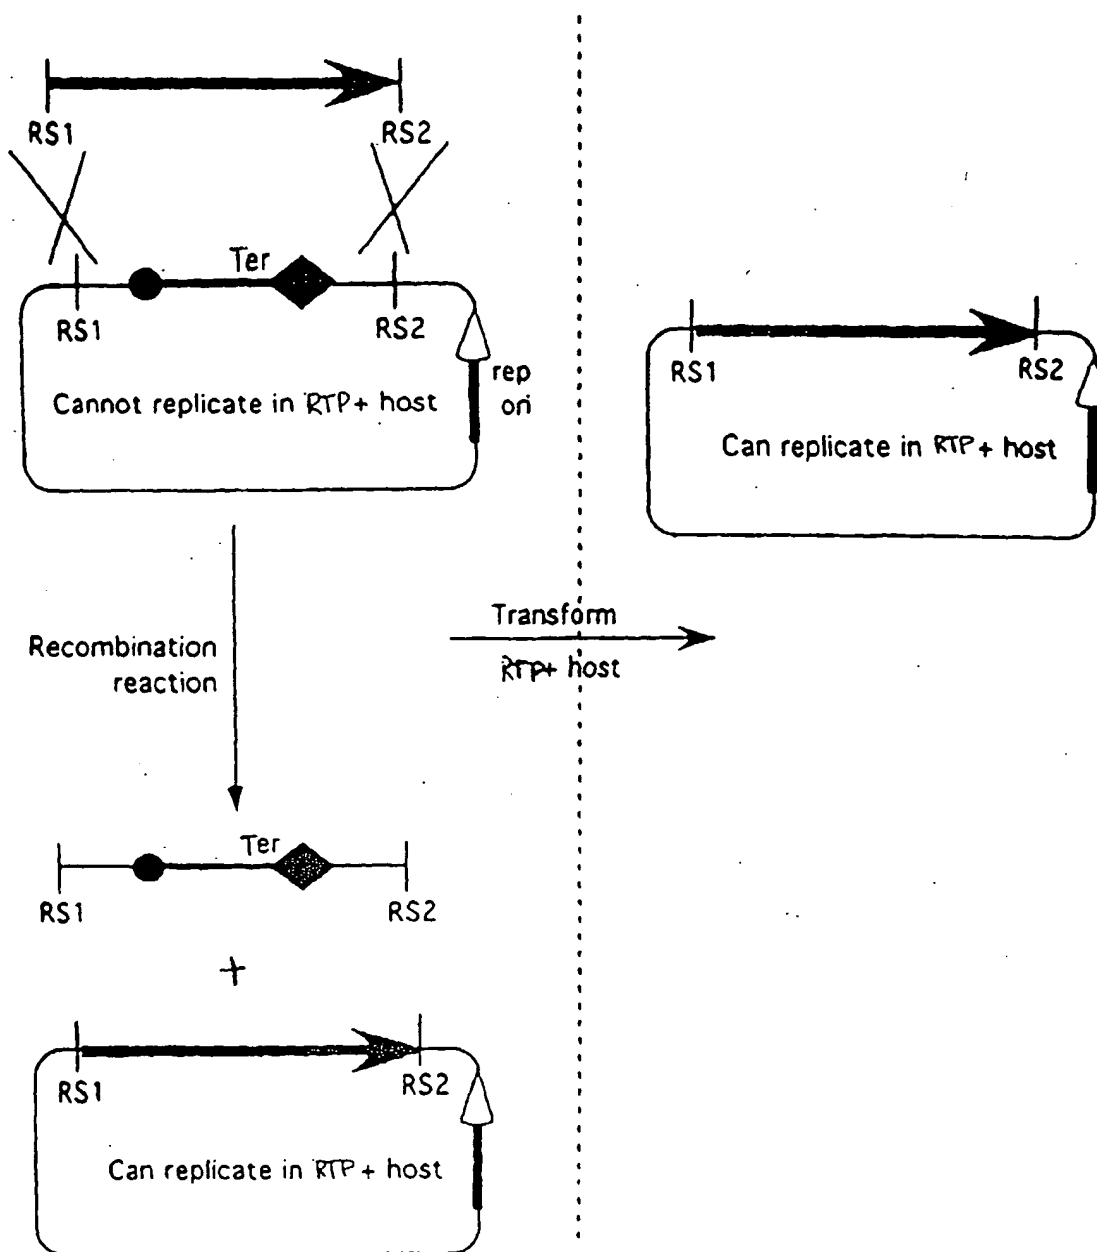 RS1 RS2
Ter
RS1 RS2
rep
ori
Cannot replicate in RTP+ host
RS1 RS2
Can replicate in RTP+ host
Recombination
reaction
Transform
RTP+ host
Ter
RS1 RS2
+
RS1 RS2
Can replicate in RTP+ host